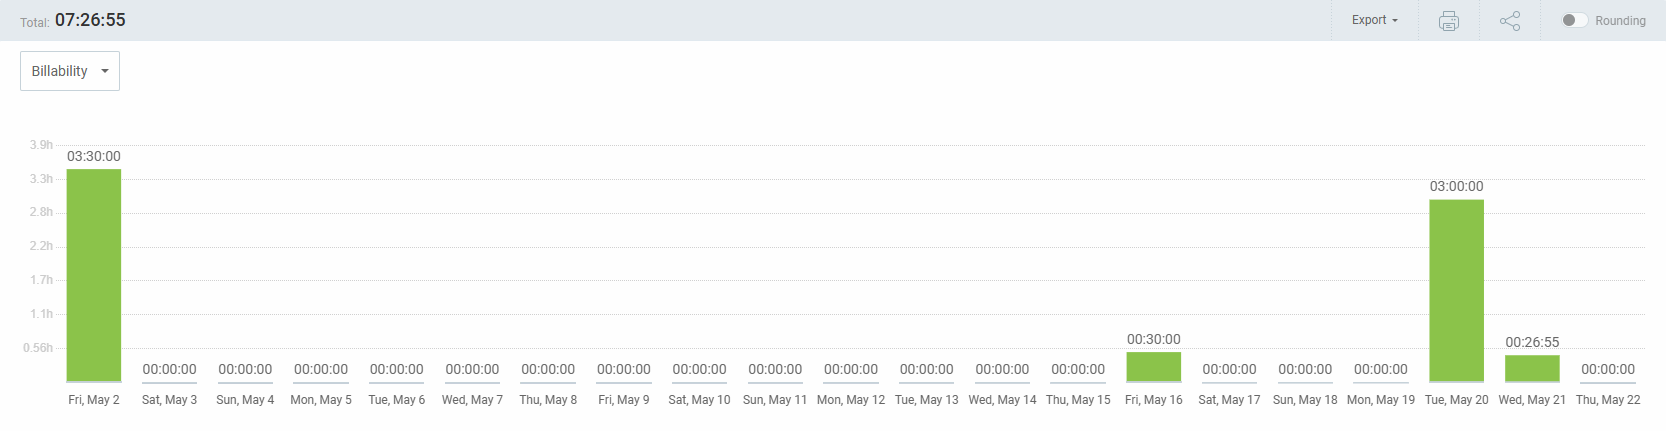 Total: 07:26:55
Export
Rounding
Billability
3.9h
03:30:00
3.3h
03:00:00
2.8h
2.2h
1.7h
1.1h
00:30:00
00:26:55
0.56h
00:00:00 00:00:00 00:00:00 00:00:00 00:00:00 00:00:00 00:00:00 00:00:00 00:00:00 00:00:00 00:00:00 00:00:00 00:00:00 00:00:00 00:00:00 00:00:00 00:00:00
Fri, May 2 Sat, May 3 Sun, May 4 Mon, May 5 Tue, May 6 Wed, May 7 Thu, May 8 Fri, May 9 Sat, May 10 Sun, May 11 Mon, May 12 Tue, May 13 Wed, May 14 Thu, May 15 Fri, May 16 Sat, May 17 Sun, May 18 Mon, May 19 Tue, May 20 Wed, May 21 Thu, May 22